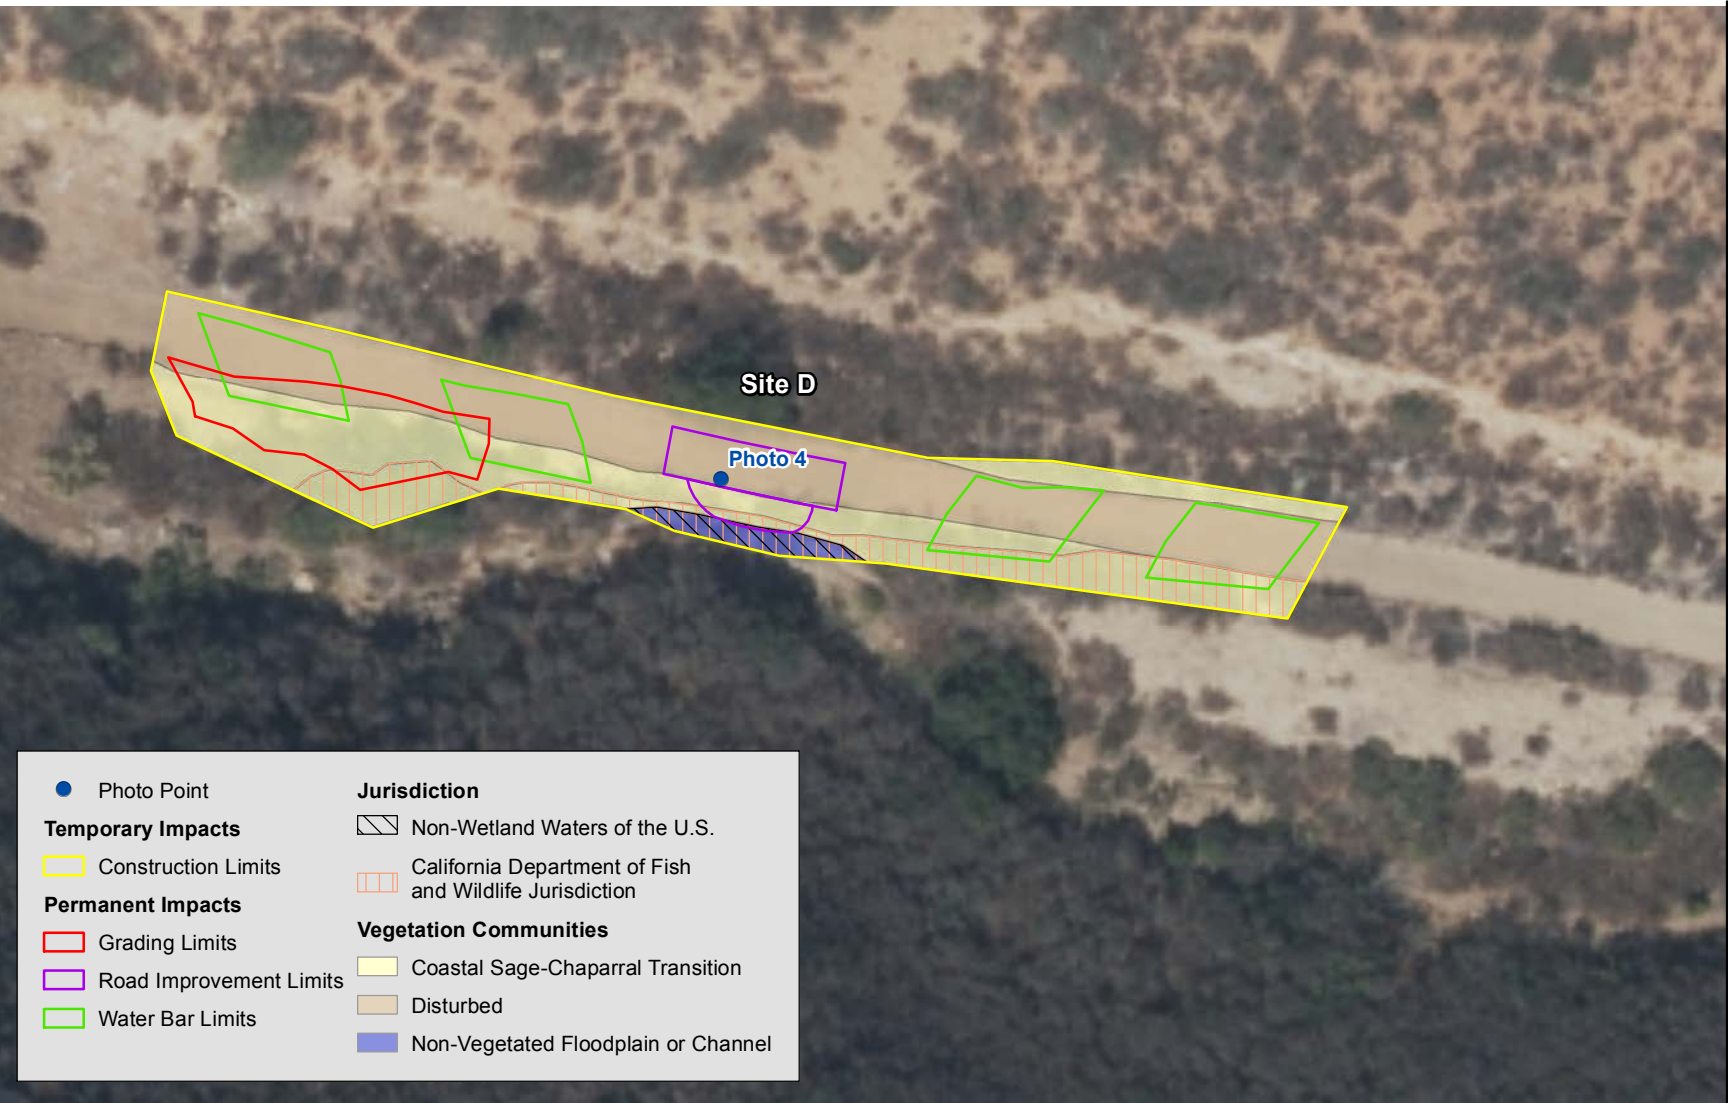 Site D
Photo 4
Photo Point
Temporary Impacts
Construction Limits
Permanent Impacts
Grading Limits
Road Improvement Limits
Water Bar Limits
Jurisdiction
Non-Wetland Waters of the U.S.
California Department of Fish
and Wildlife Jurisdiction
Vegetation Communities
Coastal Sage-Chaparral Transition
Disturbed
Non-Vegetated Floodplain or Channel